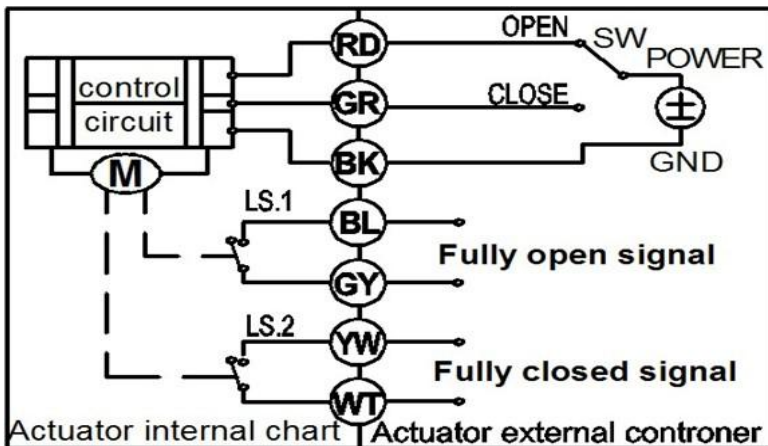 RD
OPEN
SW
POWER
control
circuit
GR
CLOSE
BK
GND
M
LS.1
BL
Fully open signal
GY
LS.2
YW
Fully closed signal
WT
Actuator internal chart
Actuator external controner